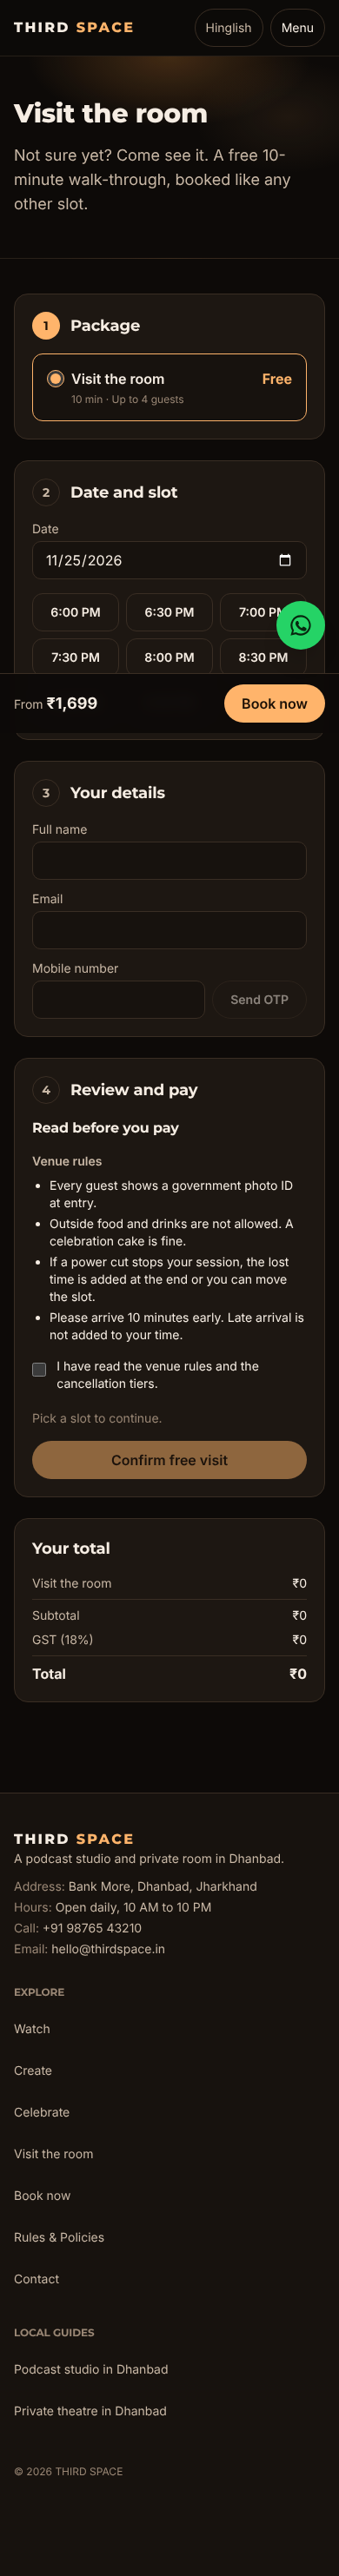 THIRD SPACE
Hinglish
Menu
Visit the room
Not sure yet? Come see it. A free 10-
minute walk-through, booked like any
other slot.
1
Package
Visit the room
Free
10 min · Up to 4 guests
2
Date and slot
Date
11/25/2026
6:00 PM
6:30 PM
7:00 PM
7:30 PM
8:00 PM
8:30 PM
From ₹1,699
Book now
3
Your details
Full name
Email
Mobile number
Send OTP
4
Review and pay
Read before you pay
Venue rules
• Every guest shows a government photo ID
at entry.
• Outside food and drinks are not allowed. A
celebration cake is fine.
• If a power cut stops your session, the lost
time is added at the end or you can move
the slot.
• Please arrive 10 minutes early. Late arrival is
not added to your time.
I have read the venue rules and the
cancellation tiers.
Pick a slot to continue.
Confirm free visit
Your total
Visit the room
₹0
Subtotal
₹0
GST (18%)
₹0
Total
₹0
THIRD SPACE
A podcast studio and private room in Dhanbad.
Address: Bank More, Dhanbad, Jharkhand
Hours: Open daily, 10 AM to 10 PM
Call: +91 98765 43210
Email: hello@thirdspace.in
EXPLORE
Watch
Create
Celebrate
Visit the room
Book now
Rules & Policies
Contact
LOCAL GUIDES
Podcast studio in Dhanbad
Private theatre in Dhanbad
© 2026 THIRD SPACE